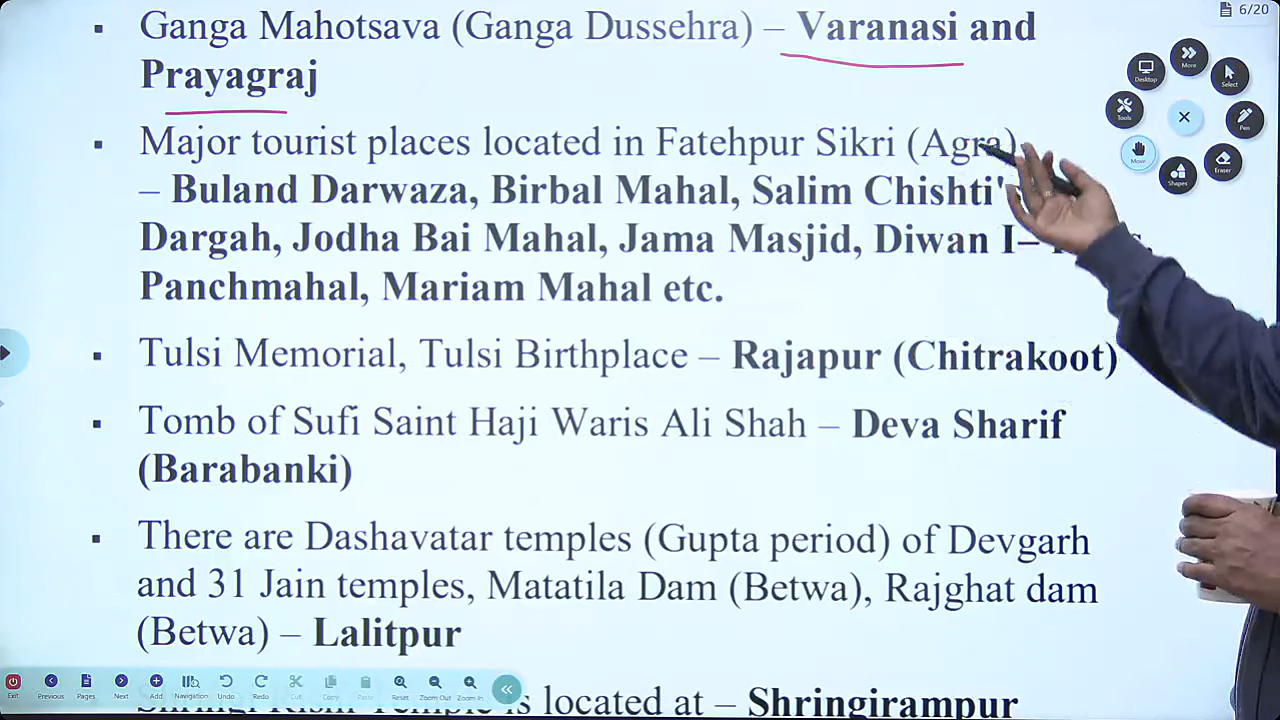 6/20
Ganga Mahotsava (Ganga Dussehra) – Varanasi and
Prayagraj
Major tourist places located in Fatehpur Sikri (Agra)
– Buland Darwaza, Birbal Mahal, Salim Chishti's
Dargah, Jodha Bai Mahal, Jama Masjid, Diwan I–
Panchmahal, Mariam Mahal etc.
Tulsi Memorial, Tulsi Birthplace – Rajapur (Chitrakoot)
Tomb of Sufi Saint Haji Waris Ali Shah – Deva Sharif
(Barabanki)
There are Dashavatar temples (Gupta period) of Devgarh
and 31 Jain temples, Matatila Dam (Betwa), Rajghat dam
(Betwa) – Lalitpur
Shringi Rishi Temple is located at – Shringirampur
More
Desktop
Select
Tools
Pen
Move
Eraser
Shapes
Exit
Previous
Pages
Next
Add
Navigation
Undo
Redo
Cut
Copy
Paste
Reset
Zoom Out
Zoom In